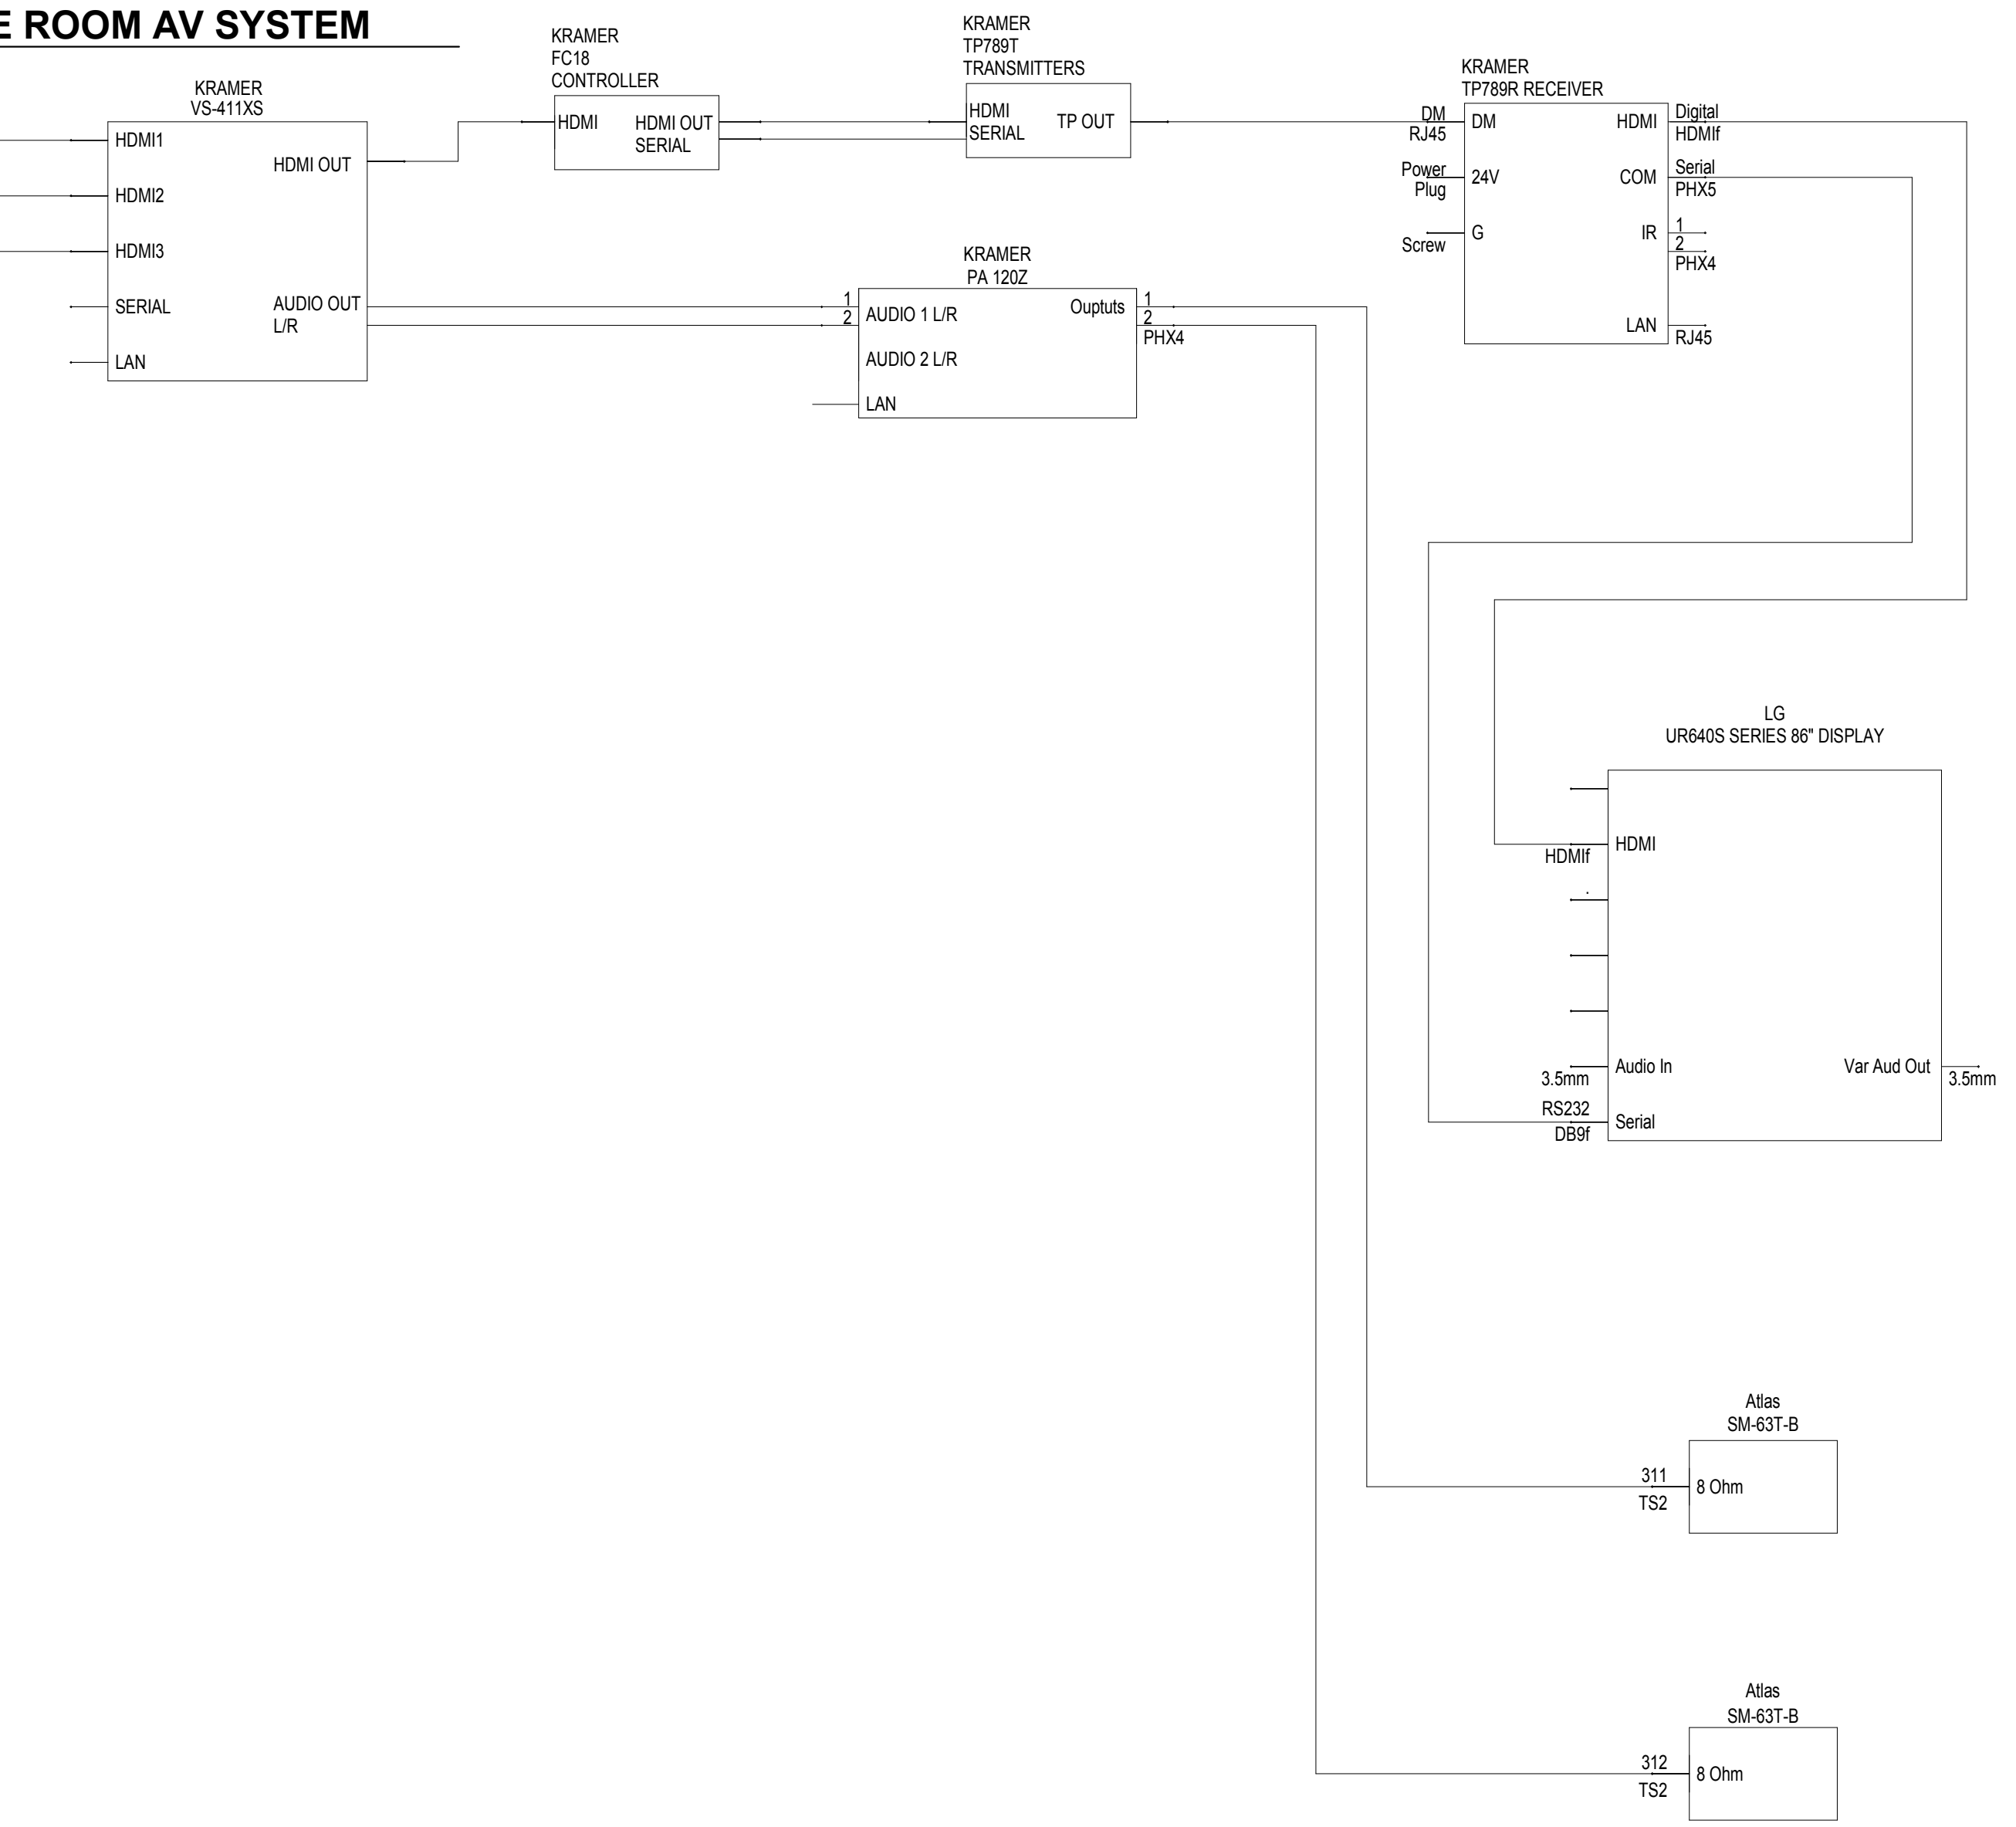 E ROOM AV SYSTEM
KRAMER
VS-411XS
HDMI1
HDMI OUT
HDMI2
HDMI3
SERIAL
AUDIO OUT
L/R
LAN
KRAMER
FC18
CONTROLLER
HDMI
HDMI OUT
SERIAL
KRAMER
TP789T
TRANSMITTERS
HDMI
SERIAL
TP OUT
KRAMER
TP789R RECEIVER
DM
RJ45
DM
HDMI
Digital
HDMIf
Power
Plug
24V
COM
Serial
PHX5
Screw
G
IR
1
2
PHX4
LAN
RJ45
KRAMER
PA 120Z
1
2
AUDIO 1 L/R
Ouptuts
1
2
PHX4
AUDIO 2 L/R
LAN
LG
UR640S SERIES 86" DISPLAY
HDMIf
HDMI
.
3.5mm
Audio In
Var Aud Out
3.5mm
RS232
DB9f
Serial
Atlas
SM-63T-B
311
TS2
8 Ohm
Atlas
SM-63T-B
312
TS2
8 Ohm